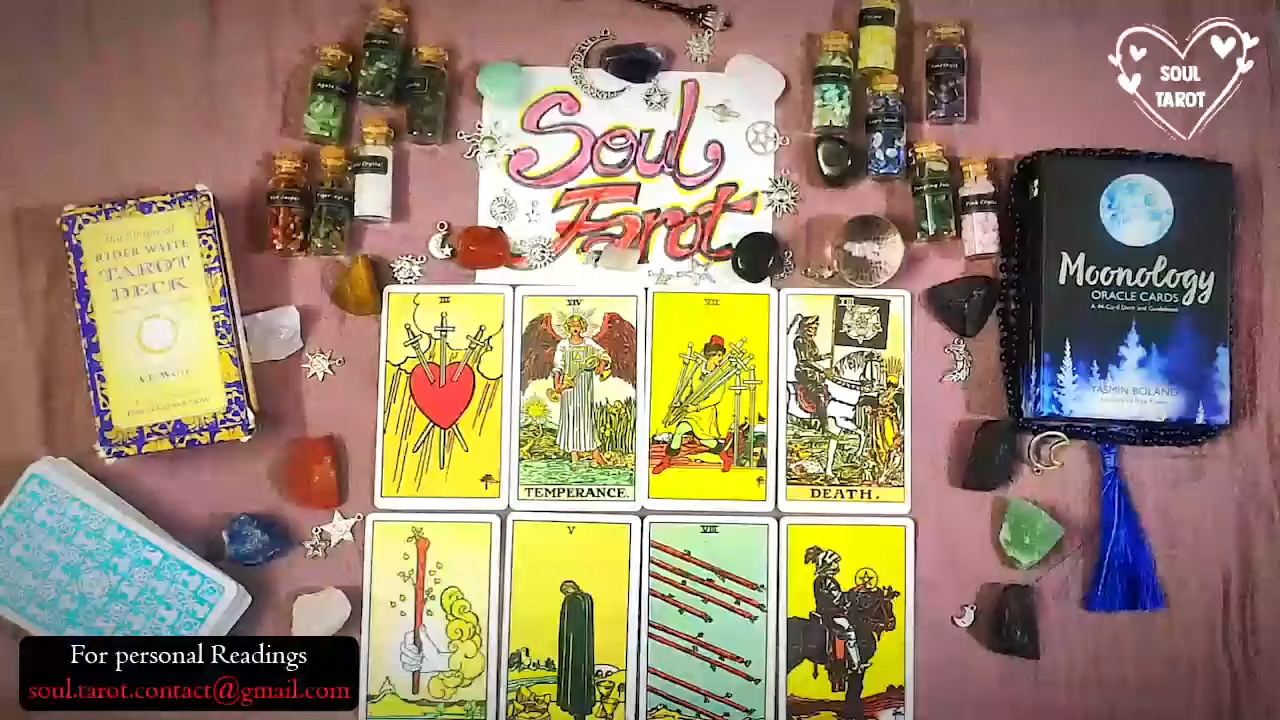 SOUL
TAROT
Soul
Tarot
RIDER WAITE
TAROT
DECK
Moonology
ORACLE CARDS
YASMIN BOLAND
III
XIV
TEMPERANCE.
VII
XIII
DEATH.
V
VIII
For personal Readings
soul.tarot.contact@gmail.com